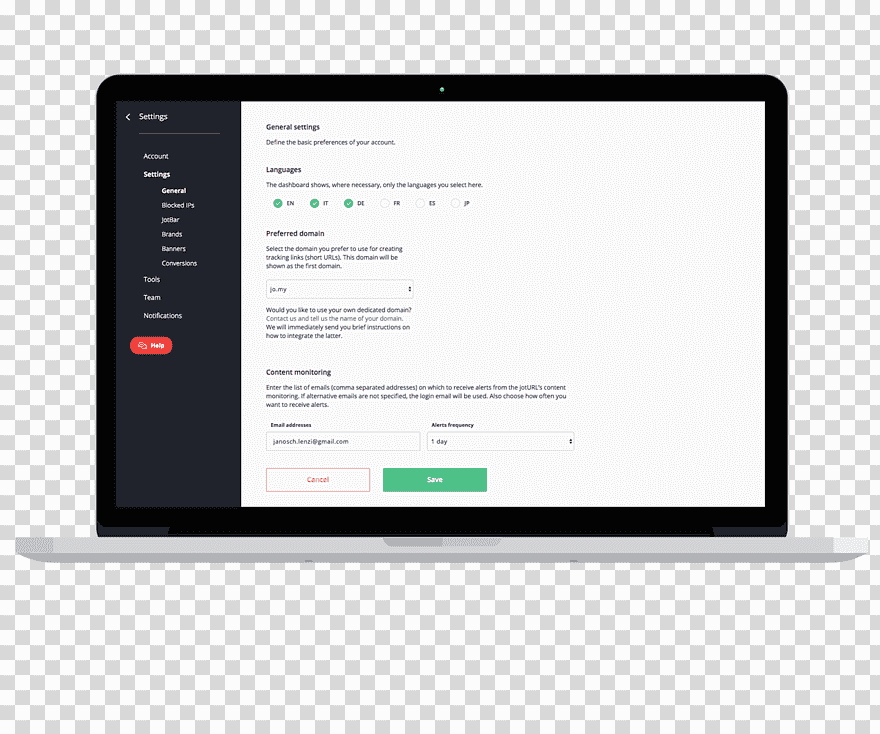 Settings
Account
Settings
General
Blocked IPs
JotBar
Brands
Banners
Conversions
Tools
Team
Notifications
Help
General settings
Define the basic preferences of your account.
Languages
The dashboard shows, where necessary, only the languages you select here.
EN IT DE FR ES JP
Preferred domain
Select the domain you prefer to use for creating
tracking links (short URLs). This domain will be
shown as the first domain.
jo.my
Would you like to use your own dedicated domain?
Contact us and tell us the name of your domain.
We will immediately send you brief instructions on
how to integrate the latter.
Content monitoring
Enter the list of emails (comma separated addresses) on which to receive alerts from the JotURL's content
monitoring. If alternative emails are not specified, the login email will be used. Also choose how often you
want to receive alerts.
Email addresses Alerts frequency
janosch.lenzi@gmail.com 1 day
Cancel Save